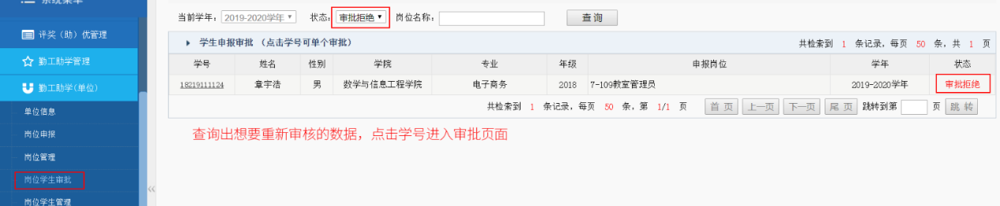 系统菜单
评奖（助）优管理
勤工助学管理
勤工助学(单位)
单位信息
岗位申报
岗位管理
岗位学生审批
岗位学生管理
当前学年： 2019-2020学年 状态： 审批拒绝 岗位名称： 查 询
学生申报审批 （点击学号可单个审批） 共检索到 1 条记录，每页 50 条，共 1 页
学号 姓名 性别 学院 专业 年级 申报岗位 学年 状态
18219111124 章宇浩 男 数学与信息工程学院 电子商务 2018 7-109教室管理员 2019-2020学年 审批拒绝
共检索到 1 条记录，每页 50 条，第 1/1 页 首 页 上一页 下一页 尾 页 跳转到第 页 跳 转
查询出想要重新审核的数据，点击学号进入审批页面